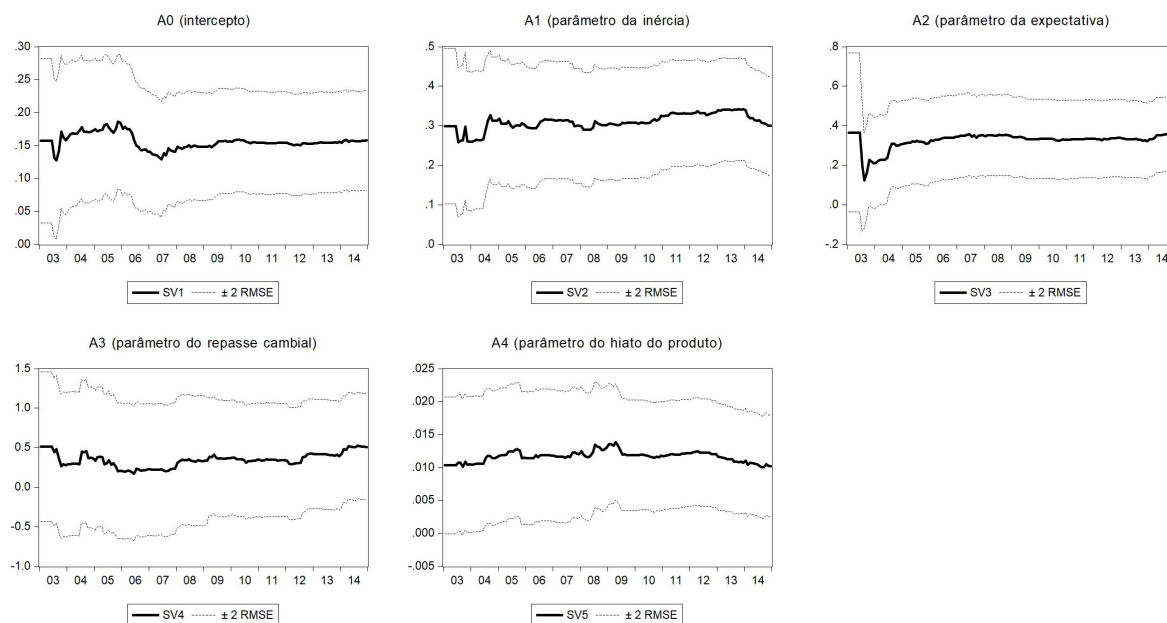 A0 (intercepto)
.30
.25
.20
.15
.10
.05
.00
03 04 05 06 07 08 09 10 11 12 13 14
SV1 ± 2 RMSE
A1 (parâmetro da inércia)
.5
.4
.3
.2
.1
.0
03 04 05 06 07 08 09 10 11 12 13 14
SV2 ± 2 RMSE
A2 (parâmetro da expectativa)
.8
.6
.4
.2
.0
-.2
03 04 05 06 07 08 09 10 11 12 13 14
SV3 ± 2 RMSE
A3 (parâmetro do repasse cambial)
1.5
1.0
0.5
0.0
-0.5
-1.0
03 04 05 06 07 08 09 10 11 12 13 14
SV4 ± 2 RMSE
A4 (parâmetro do hiato do produto)
.025
.020
.015
.010
.005
.000
-.005
03 04 05 06 07 08 09 10 11 12 13 14
SV5 ± 2 RMSE